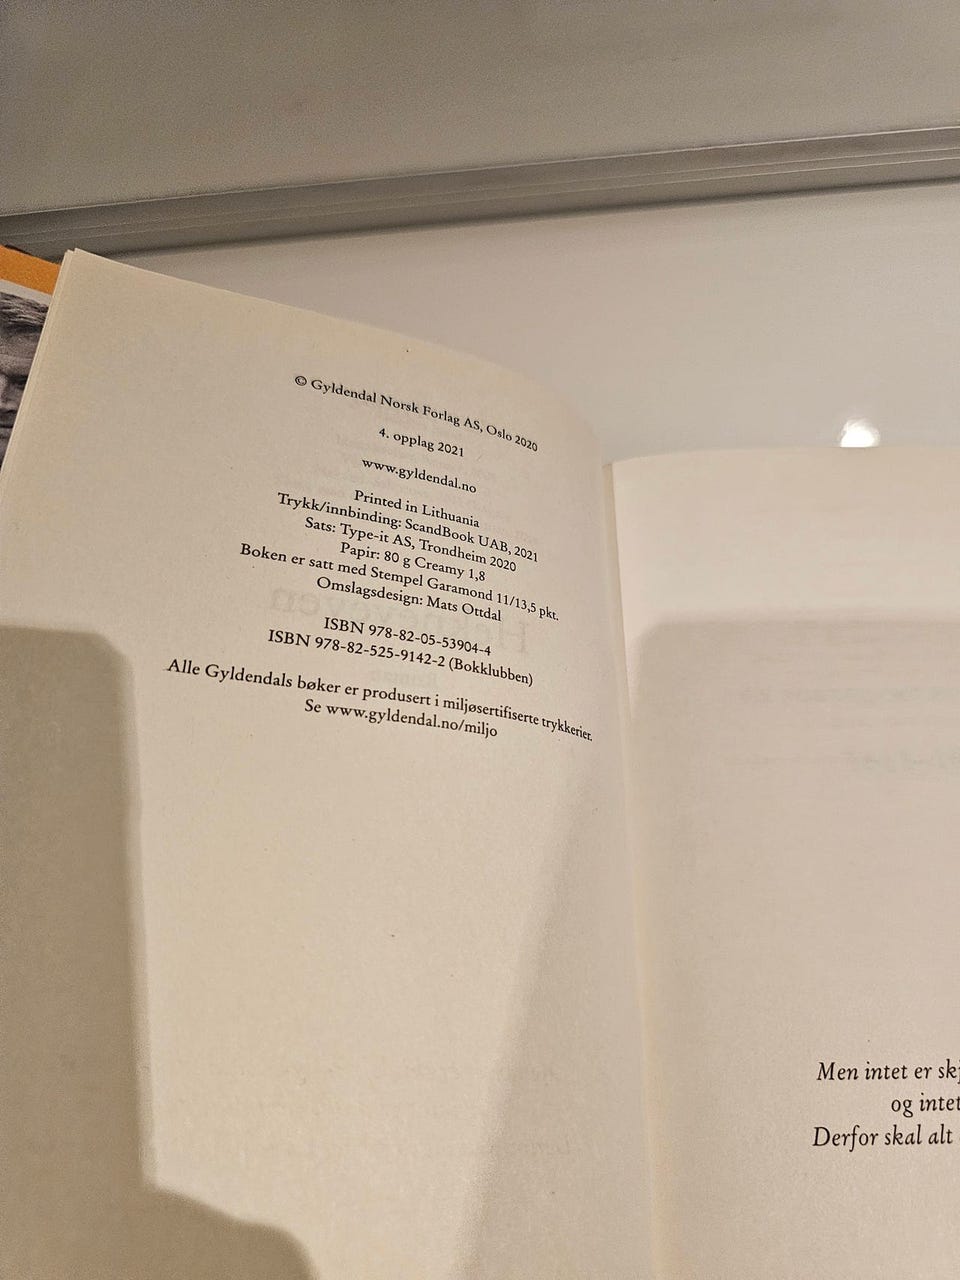 © Gyldendal Norsk Forlag AS, Oslo 2020
4. opplag 2021
www.gyldendal.no
Printed in Lithuania
Trykk/innbinding: ScandBook UAB, 2021
Sats: Type-it AS, Trondheim 2020
Papir: 80 g Creamy 1,8
Boken er satt med Stempel Garamond 11/13,5 pkt.
Omslagsdesign: Mats Ottdal
ISBN 978-82-05-53904-4
ISBN 978-82-525-9142-2 (Bokklubben)
Alle Gyldendals bøker er produsert i miljøsertifiserte trykkerier.
Se www.gyldendal.no/miljo
Men intet er
og intet
Derfor skal alt